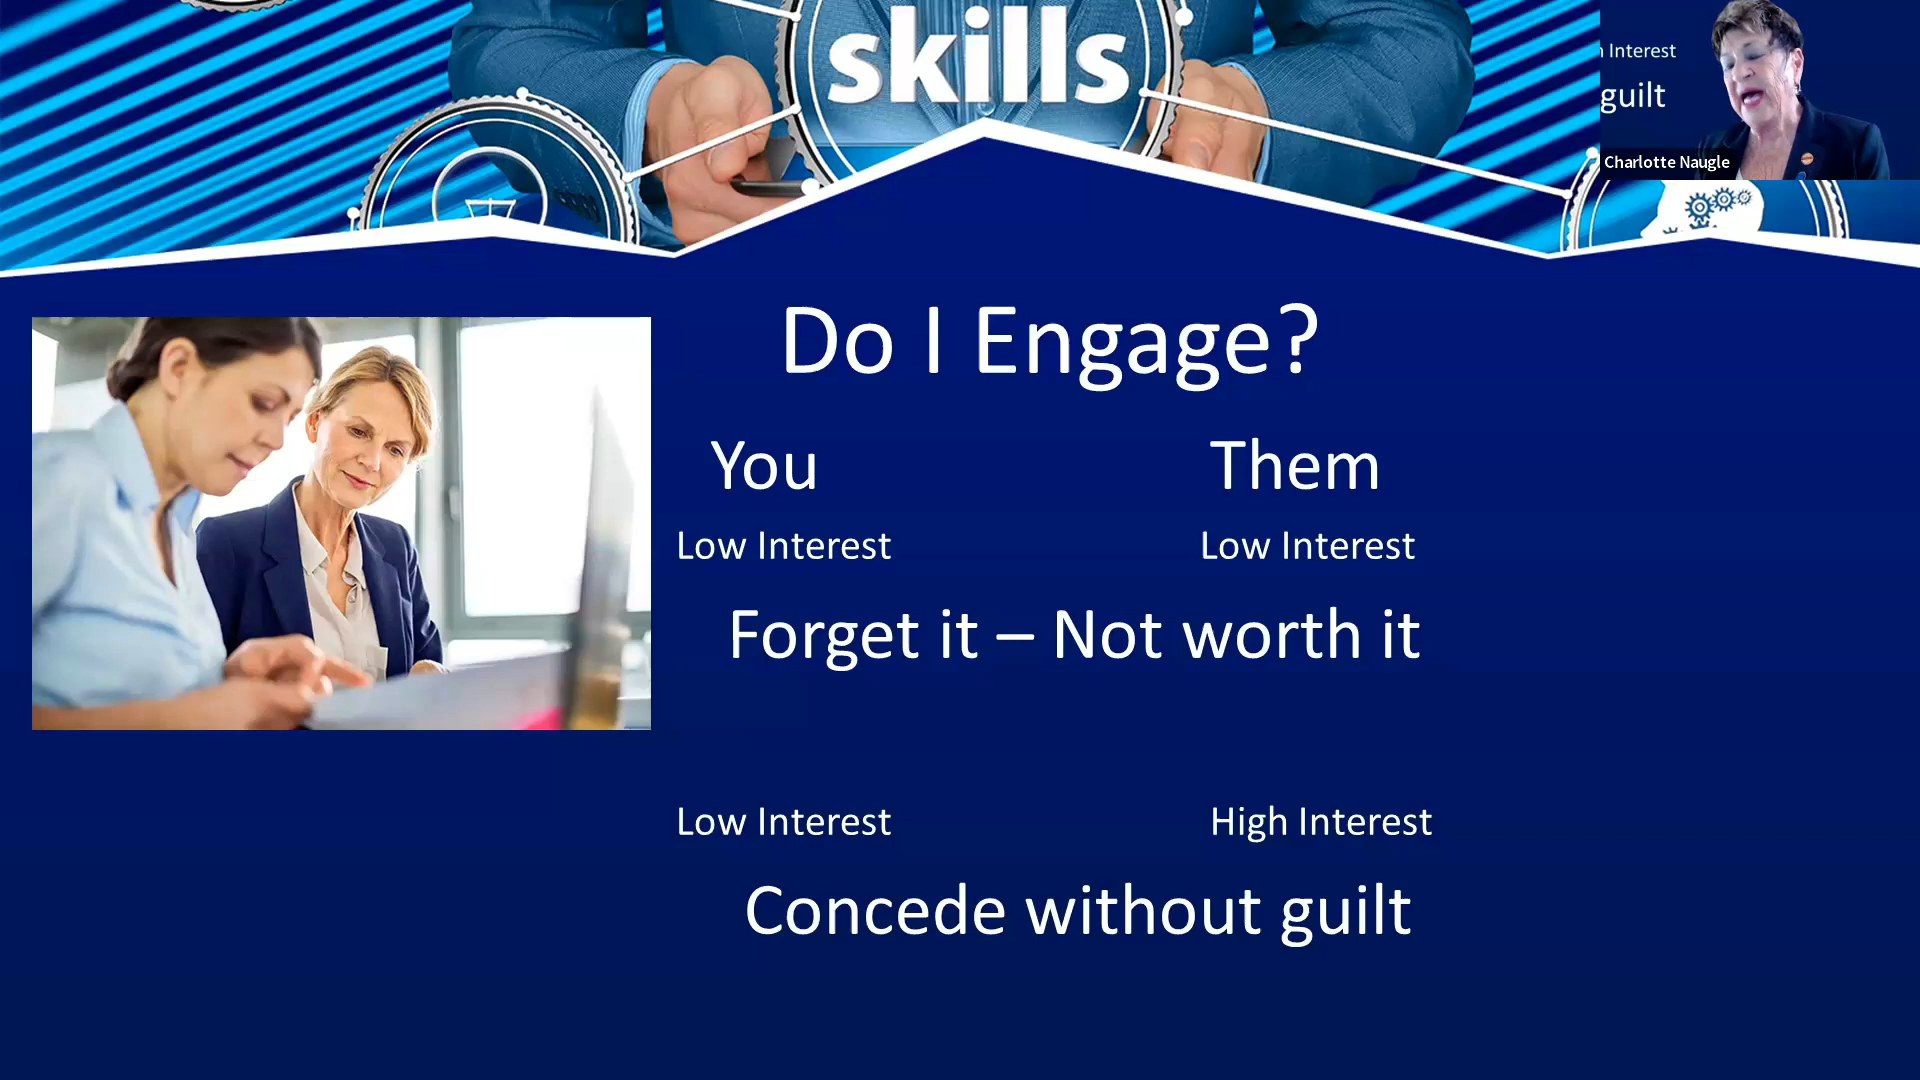 skills
h Interest
guilt
Charlotte Naugle
Do I Engage?
You Them
Low Interest Low Interest
Forget it – Not worth it
Low Interest High Interest
Concede without guilt